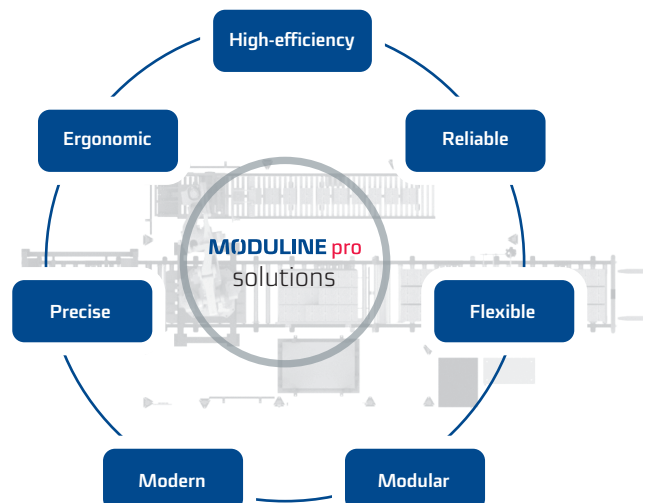 High-efficiency
Ergonomic
Reliable
MODULINE pro
solutions
Precise
Flexible
Modern
Modular